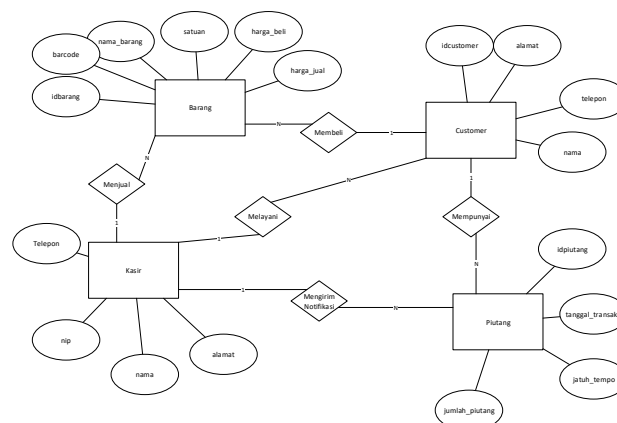 satuan
harga_beli
nama_barang
barcode
idcustomer
alamat
harga_jual
idbarang
telepon
Barang
N
Membeli
1
Customer
nama
N
1
N
Menjual
Melayani
Mempunyai
1
1
Telepon
idpiutang
Kasir
N
1
Mengirim
Notifikasi
N
tanggal_transak
Piutang
nip
alamat
nama
jatuh_tempo
jumlah_piutang